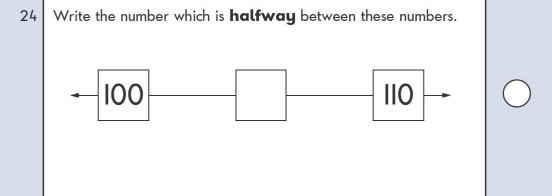 24 Write the number which is halfway between these numbers.
100 110